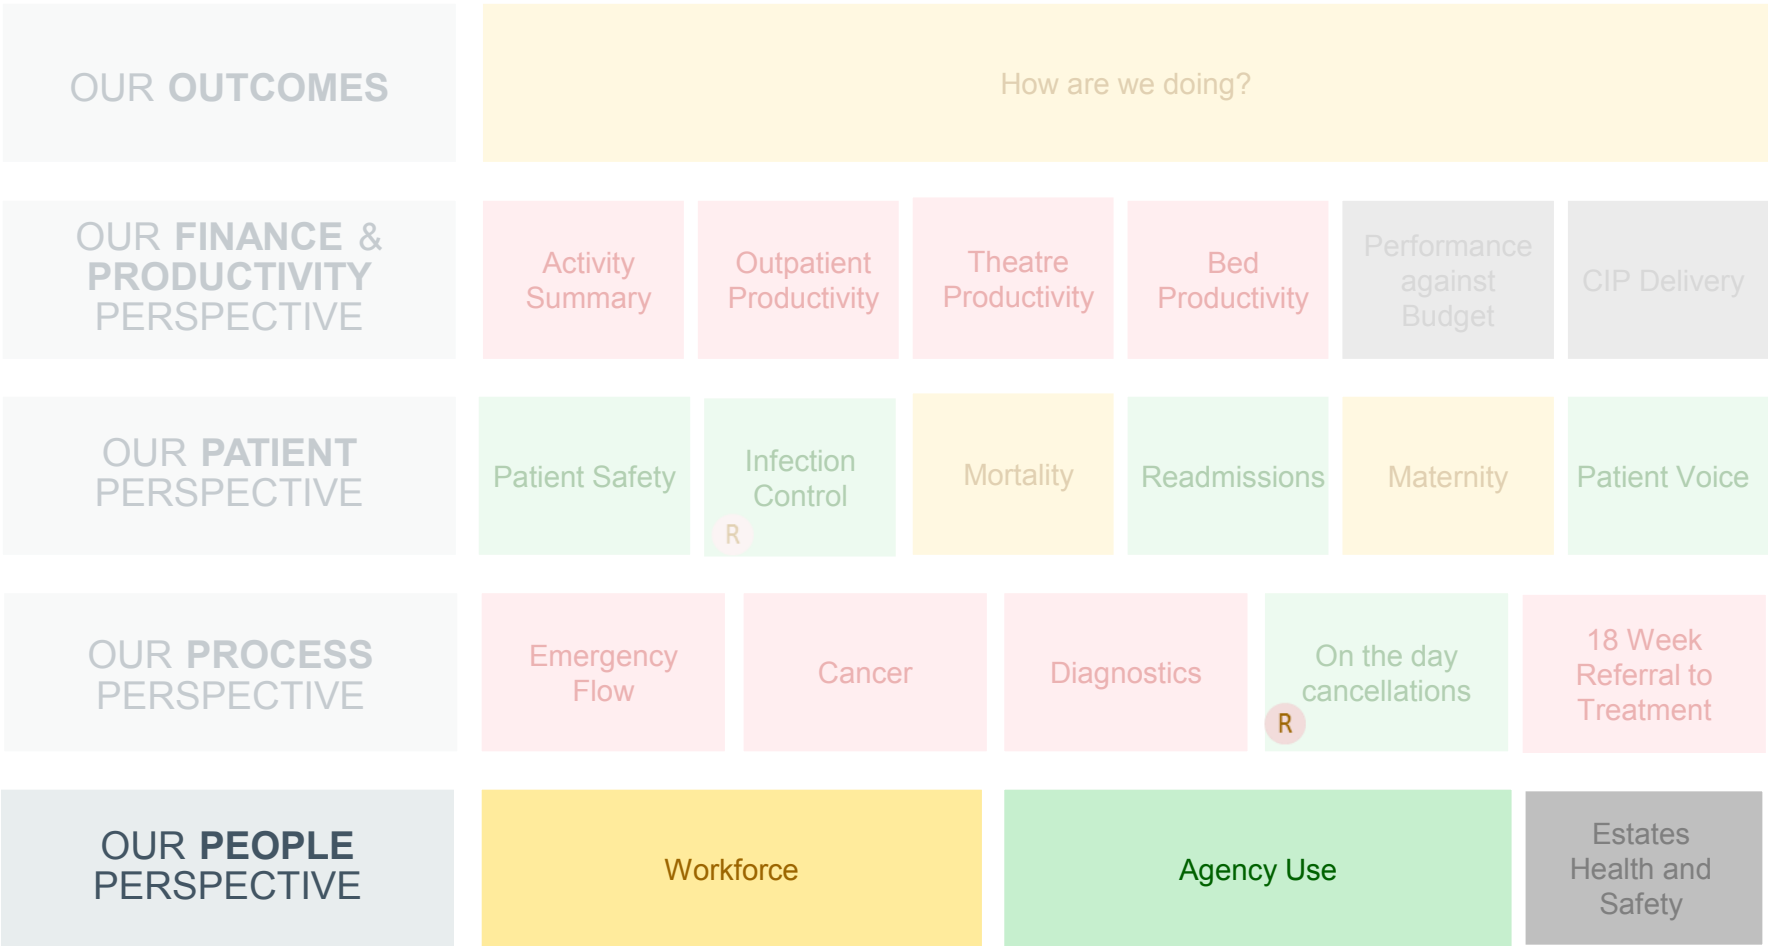 OUR OUTCOMES
How are we doing?
OUR FINANCE &
PRODUCTIVITY
PERSPECTIVE
Activity
Summary
Outpatient
Productivity
Theatre
Productivity
Bed
Productivity
Performance
against
Budget
CIP Delivery
OUR PATIENT
PERSPECTIVE
Patient Safety
Infection
Control
R
Mortality
Readmissions
Maternity
Patient Voice
OUR PROCESS
PERSPECTIVE
Emergency
Flow
Cancer
Diagnostics
On the day
cancellations
R
18 Week
Referral to
Treatment
OUR PEOPLE
PERSPECTIVE
Workforce
Agency Use
Estates
Health and
Safety